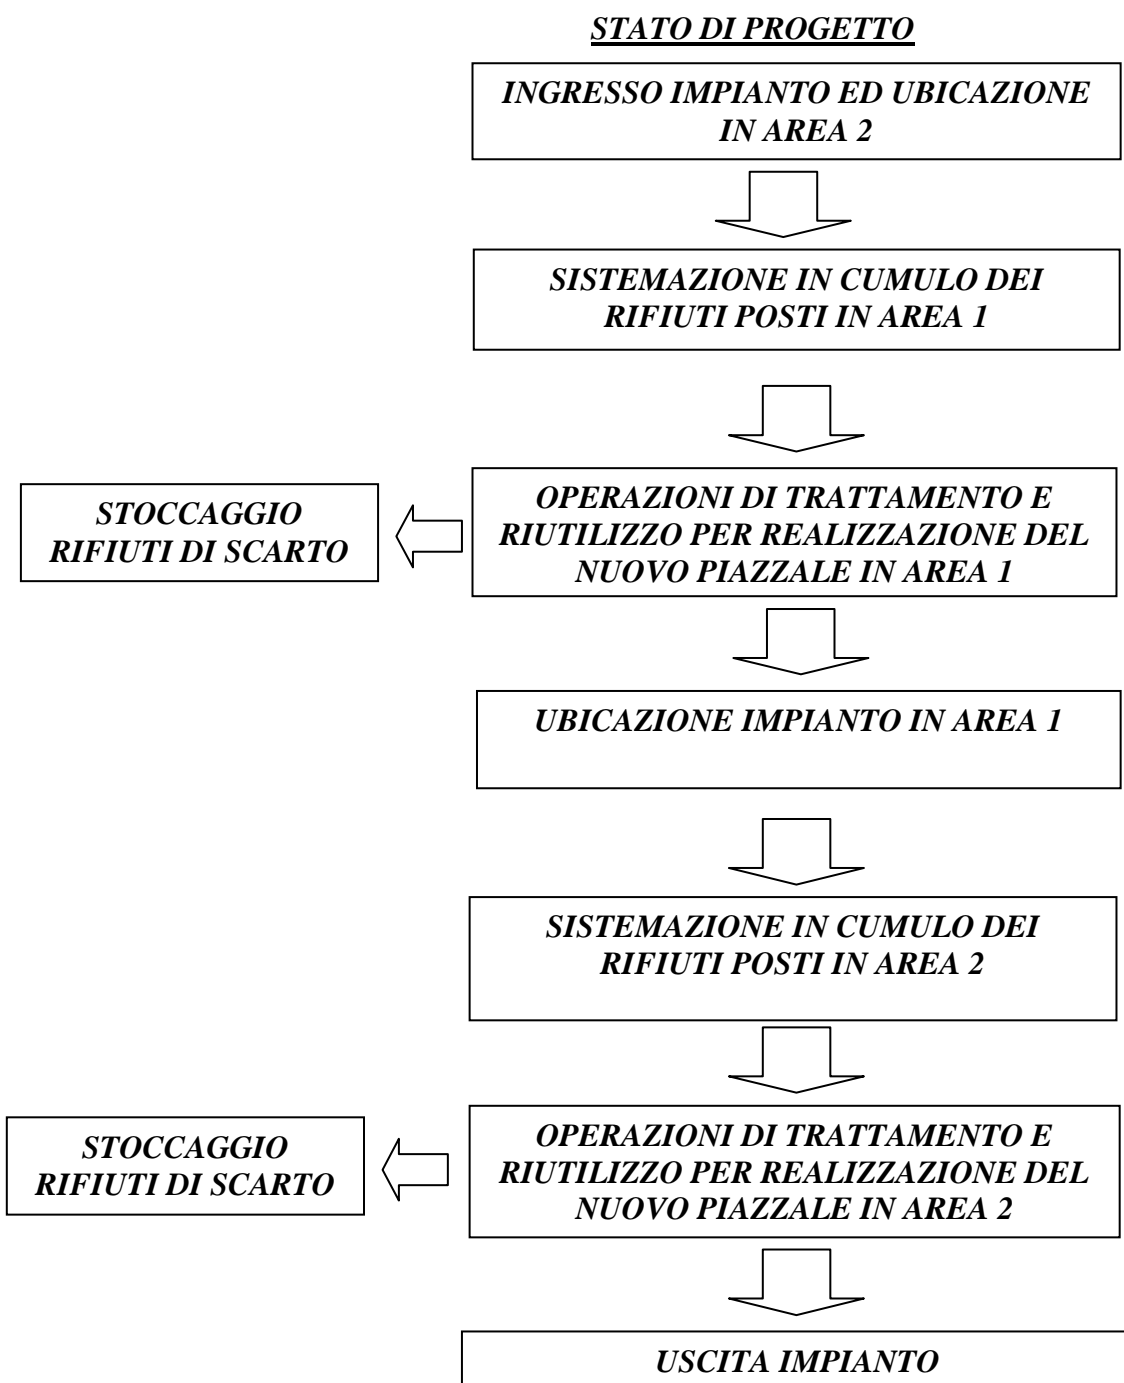 STATO DI PROGETTO
INGRESSO IMPIANTO ED UBICAZIONE
IN AREA 2
SISTEMAZIONE IN CUMULO DEI
RIFIUTI POSTI IN AREA 1
STOCCAGGIO
RIFIUTI DI SCARTO
OPERAZIONI DI TRATTAMENTO E
RIUTILIZZO PER REALIZZAZIONE DEL
NUOVO PIAZZALE IN AREA 1
UBICAZIONE IMPIANTO IN AREA 1
SISTEMAZIONE IN CUMULO DEI
RIFIUTI POSTI IN AREA 2
STOCCAGGIO
RIFIUTI DI SCARTO
OPERAZIONI DI TRATTAMENTO E
RIUTILIZZO PER REALIZZAZIONE DEL
NUOVO PIAZZALE IN AREA 2
USCITA IMPIANTO